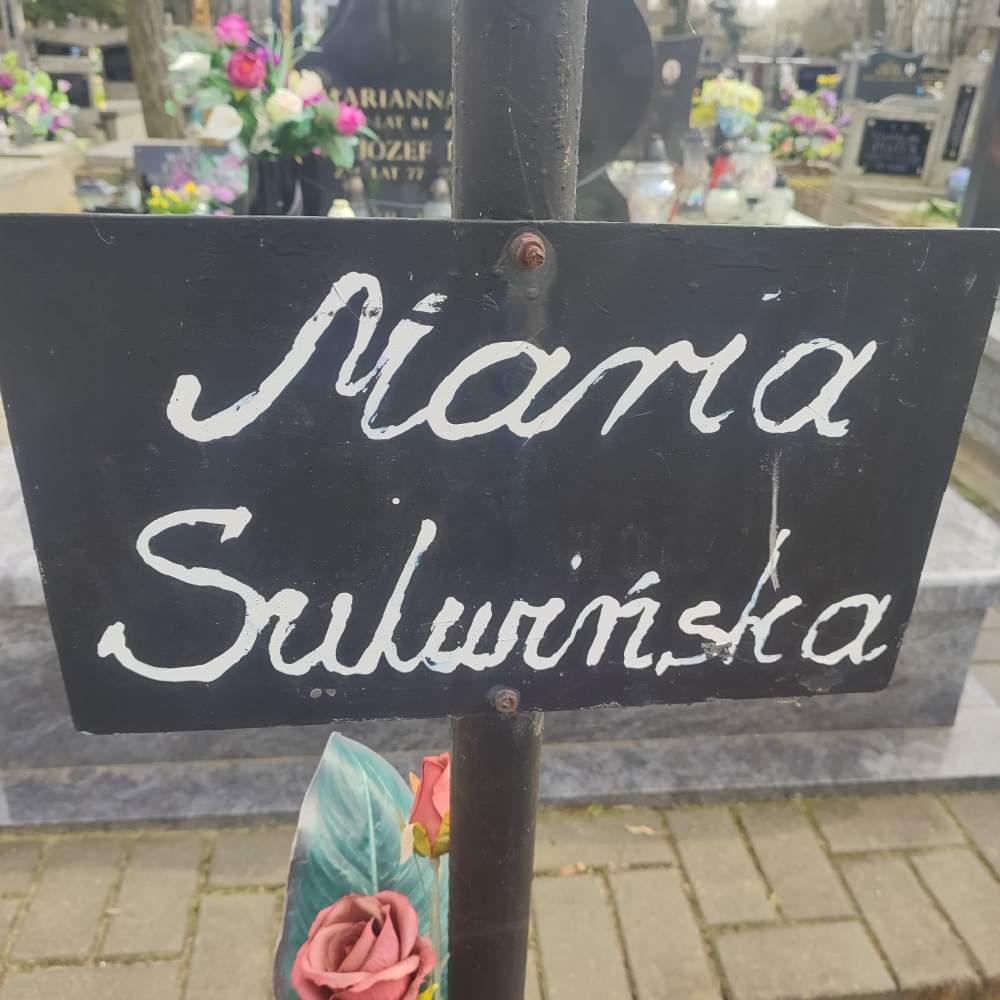 MARIANNA
LAT 84
JÓZEF
LAT 77
Maria
Sulwińska